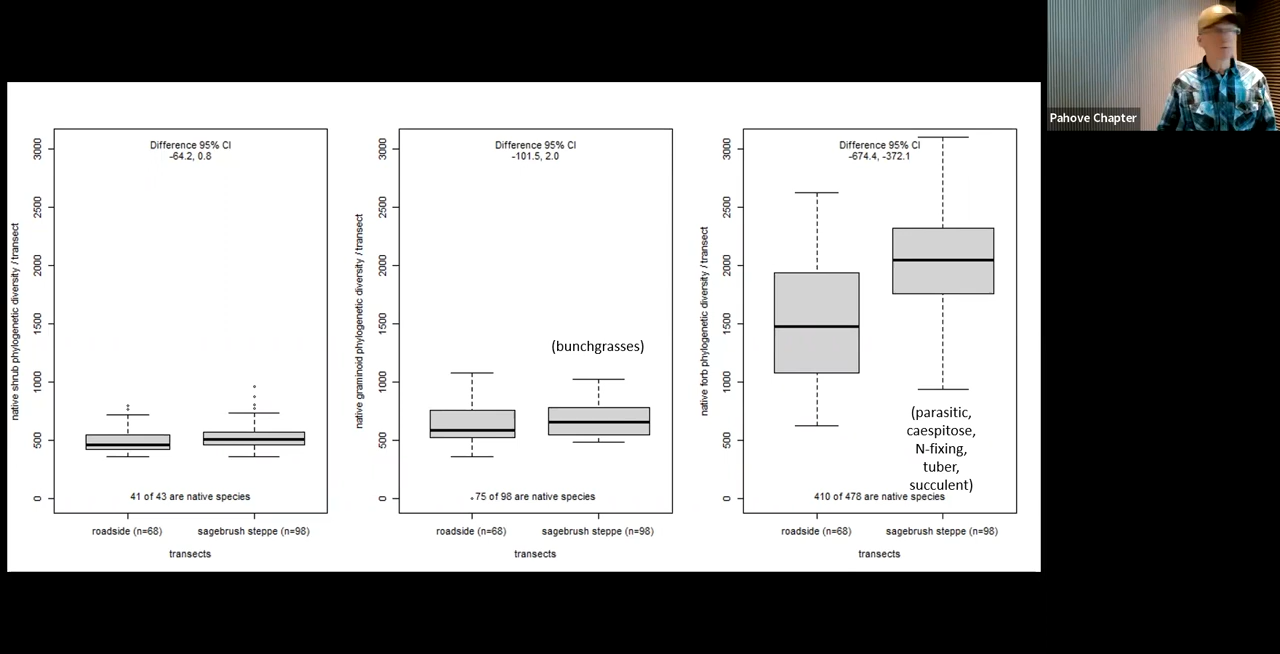 Pahove Chapter
native shrub phylogenetic diversity / transect
3000
2500
2000
1500
1000
500
0
Difference 95% CI
-64.2, 0.8
41 of 43 are native species
roadside (n=68)
sagebrush steppe (n=98)
transects
native graminoid phylogenetic diversity / transect
3000
2500
2000
1500
1000
500
0
Difference 95% CI
-101.5, 2.0
(bunchgrasses)
75 of 98 are native species
roadside (n=68)
sagebrush steppe (n=98)
transects
native forb phylogenetic diversity / transect
3000
2500
2000
1500
1000
500
0
Difference 95% CI
-674.4, -372.1
(parasitic,
caespitose,
N-fixing,
tuber,
succulent)
410 of 478 are native species
roadside (n=68)
sagebrush steppe (n=98)
transects